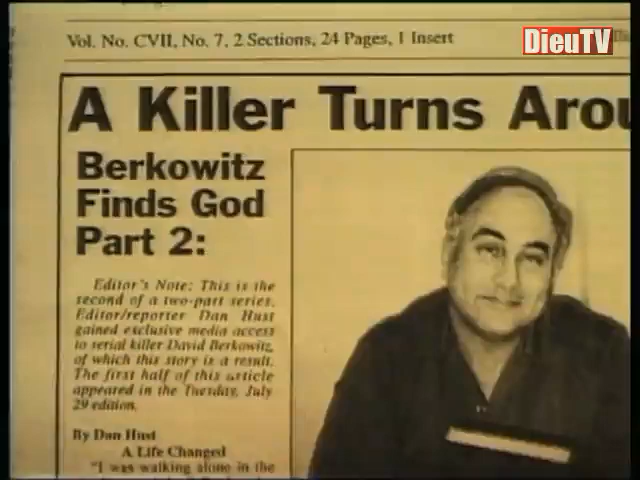 Vol. No. CVII, No. 7, 2 Sections, 24 Pages, 1 Insert
DieuTV
A Killer Turns Arou
Berkowitz
Finds God
Part 2:
Editor's Note: This is the
second of a two-part series.
Editor/reporter Dan Hust
gained exclusive media access
to serial killer David Berkowitz,
of which this story is a result.
The first half of this article
appeared in the Tuesday, July
29 edition.
By Dan Hust
A Life Changed
"I was walking alone in the